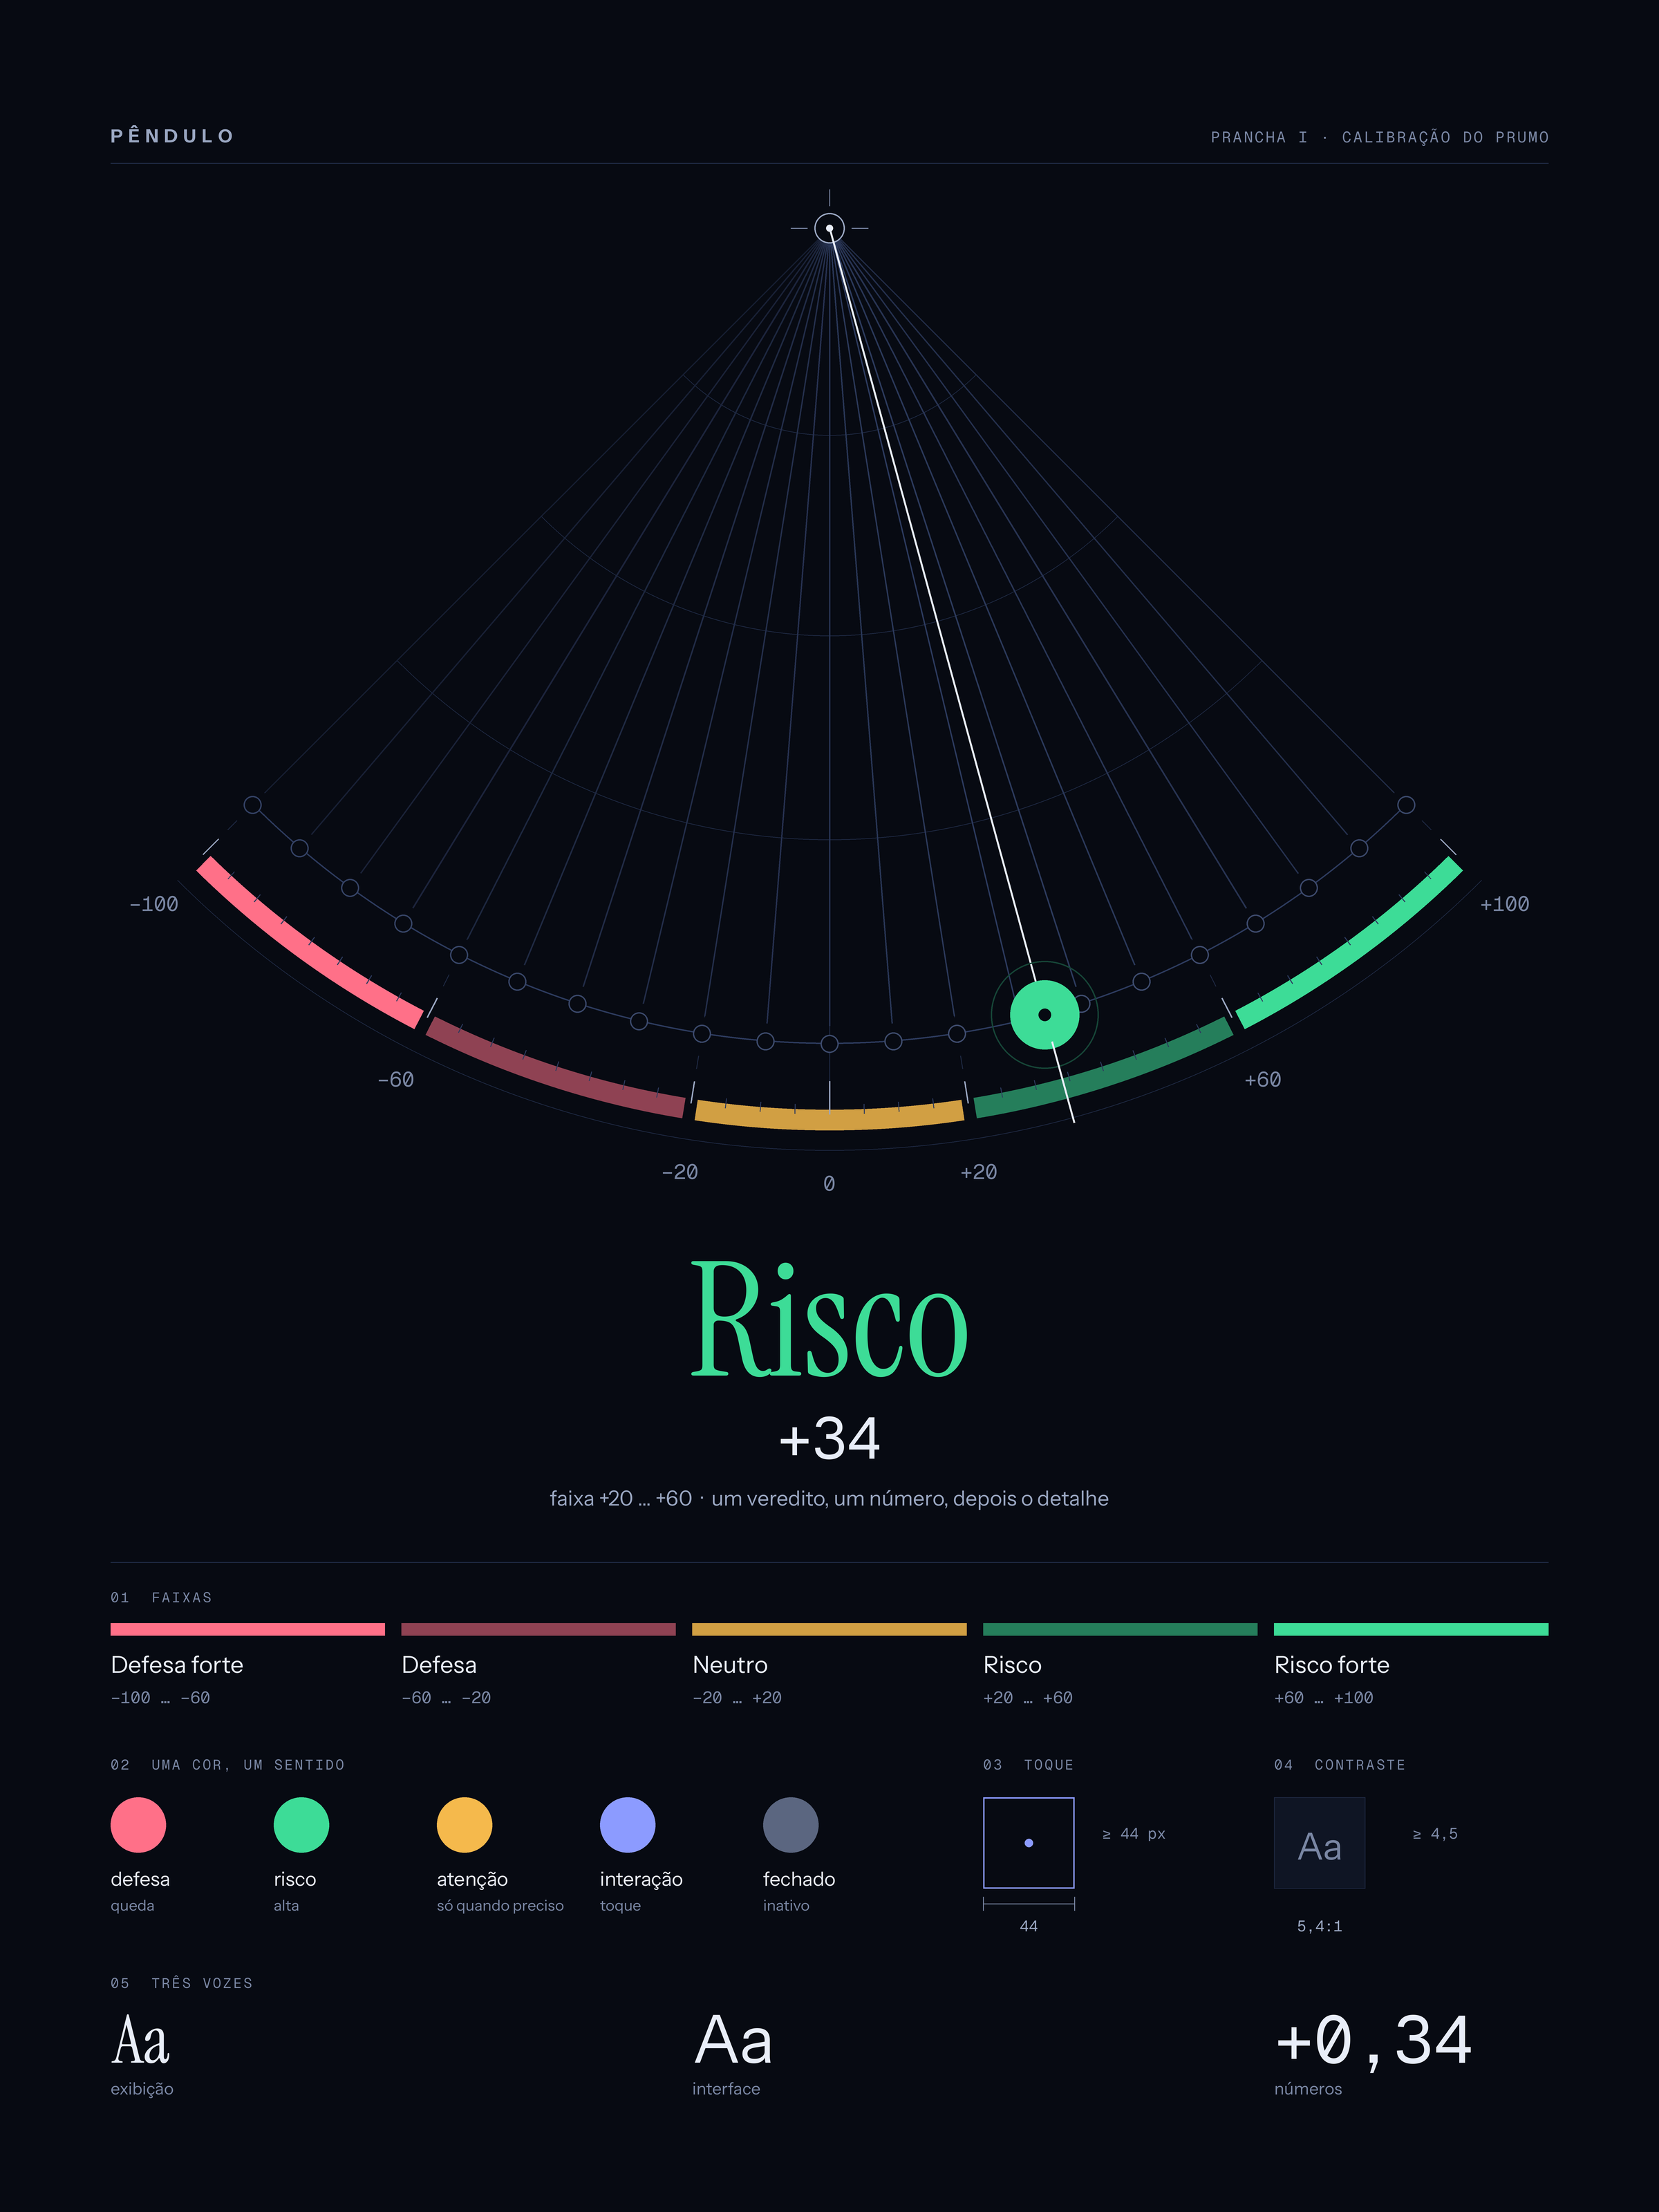 PÊNDULO
PRANCHA I · CALIBRAÇÃO DO PRUMO
−100
+100
−60
+60
−20
0
+20
Risco
+34
faixa +20 … +60 · um veredito, um número, depois o detalhe
01 FAIXAS
Defesa forte
−100 … −60
Defesa
−60 … −20
Neutro
−20 … +20
Risco
+20 … +60
Risco forte
+60 … +100
02 UMA COR, UM SENTIDO
defesa
queda
risco
alta
atenção
só quando preciso
interação
toque
fechado
inativo
03 TOQUE
≥ 44 px
44
04 CONTRASTE
Aa
≥ 4,5
5,4:1
05 TRÊS VOZES
Aa
exibição
Aa
interface
+0,34
números